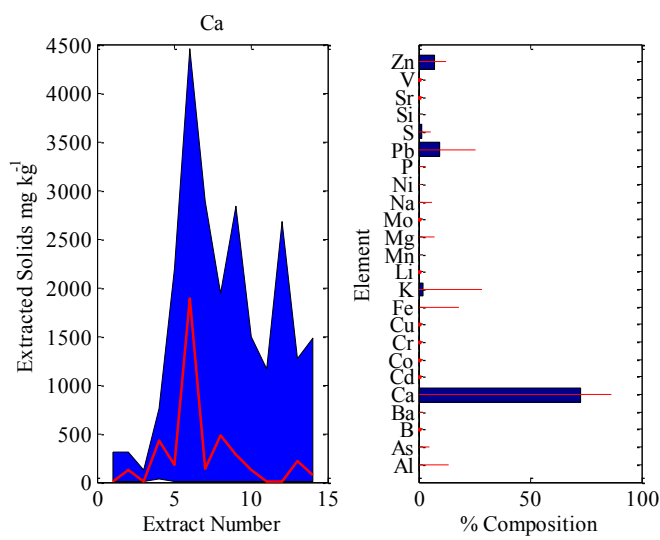 Ca
4500
4000
3500
3000
2500
2000
1500
1000
500
0
0 5 10 15
Extract Number
Extracted Solids mg kg-1
Zn
V
Sr
Si
S
Pb
P
Ni
Na
Mo
Mg
Mn
Li
K
Fe
Cu
Cr
Co
Cd
Ca
Ba
B
As
Al
0 50 100
% Composition
Element